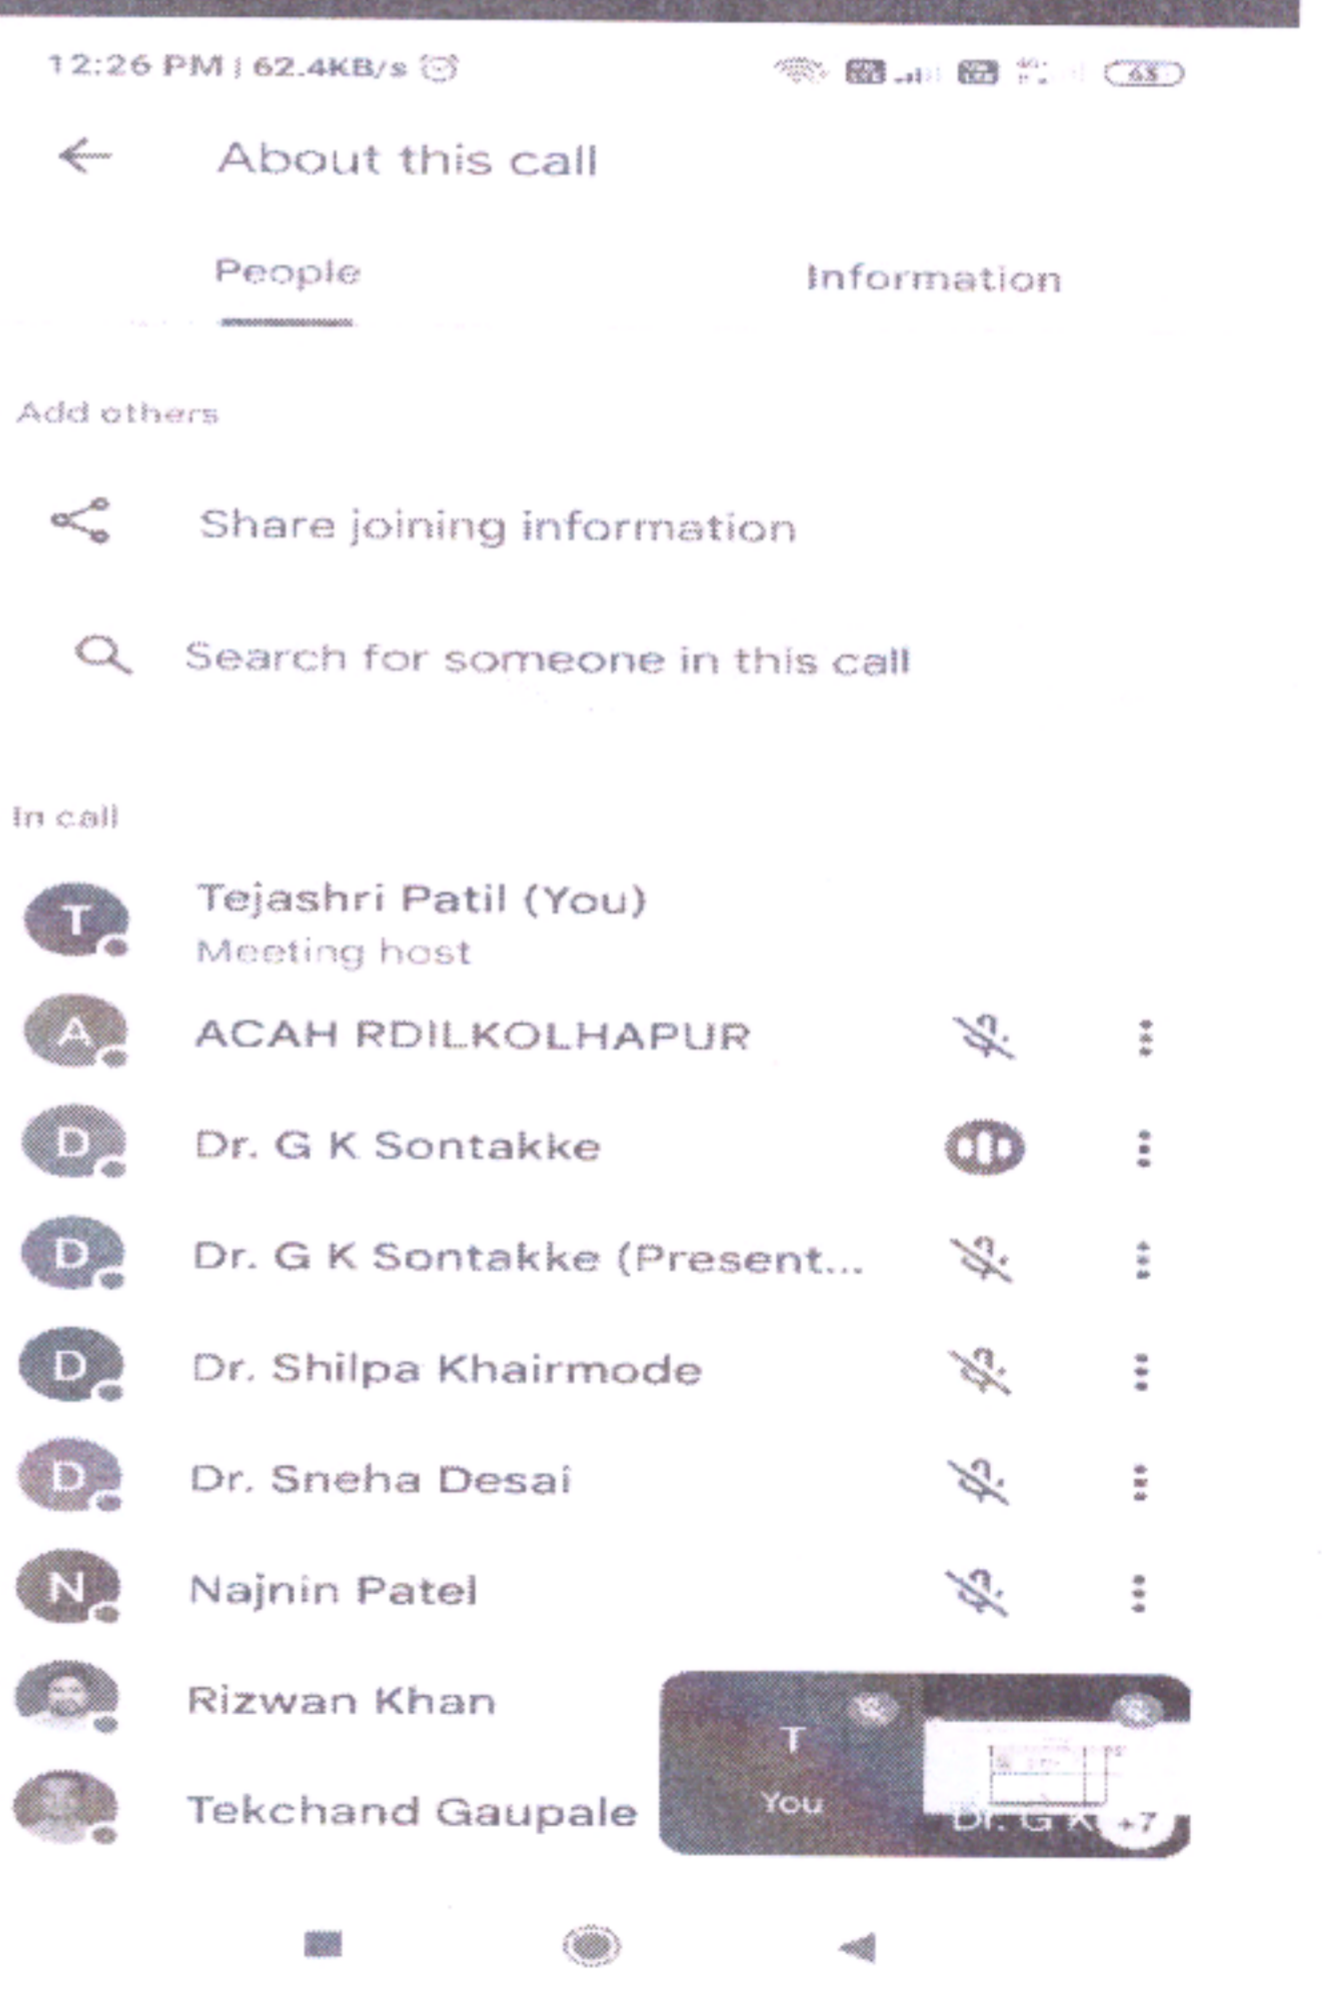 12:26 PM | 62.4KB/s
63
About this call
People Information
Add others
Share joining information
Search for someone in this call
In call
T Tejashri Patil (You)
Meeting host
A ACAH RDILKOLHAPUR
D Dr. G K Sontakke
D Dr. G K Sontakke (Present...
D Dr. Shilpa Khairmode
D Dr. Sneha Desai
N Najnin Patel
Rizwan Khan
Tekchand Gaupale
T
You
Dr. G K
+7